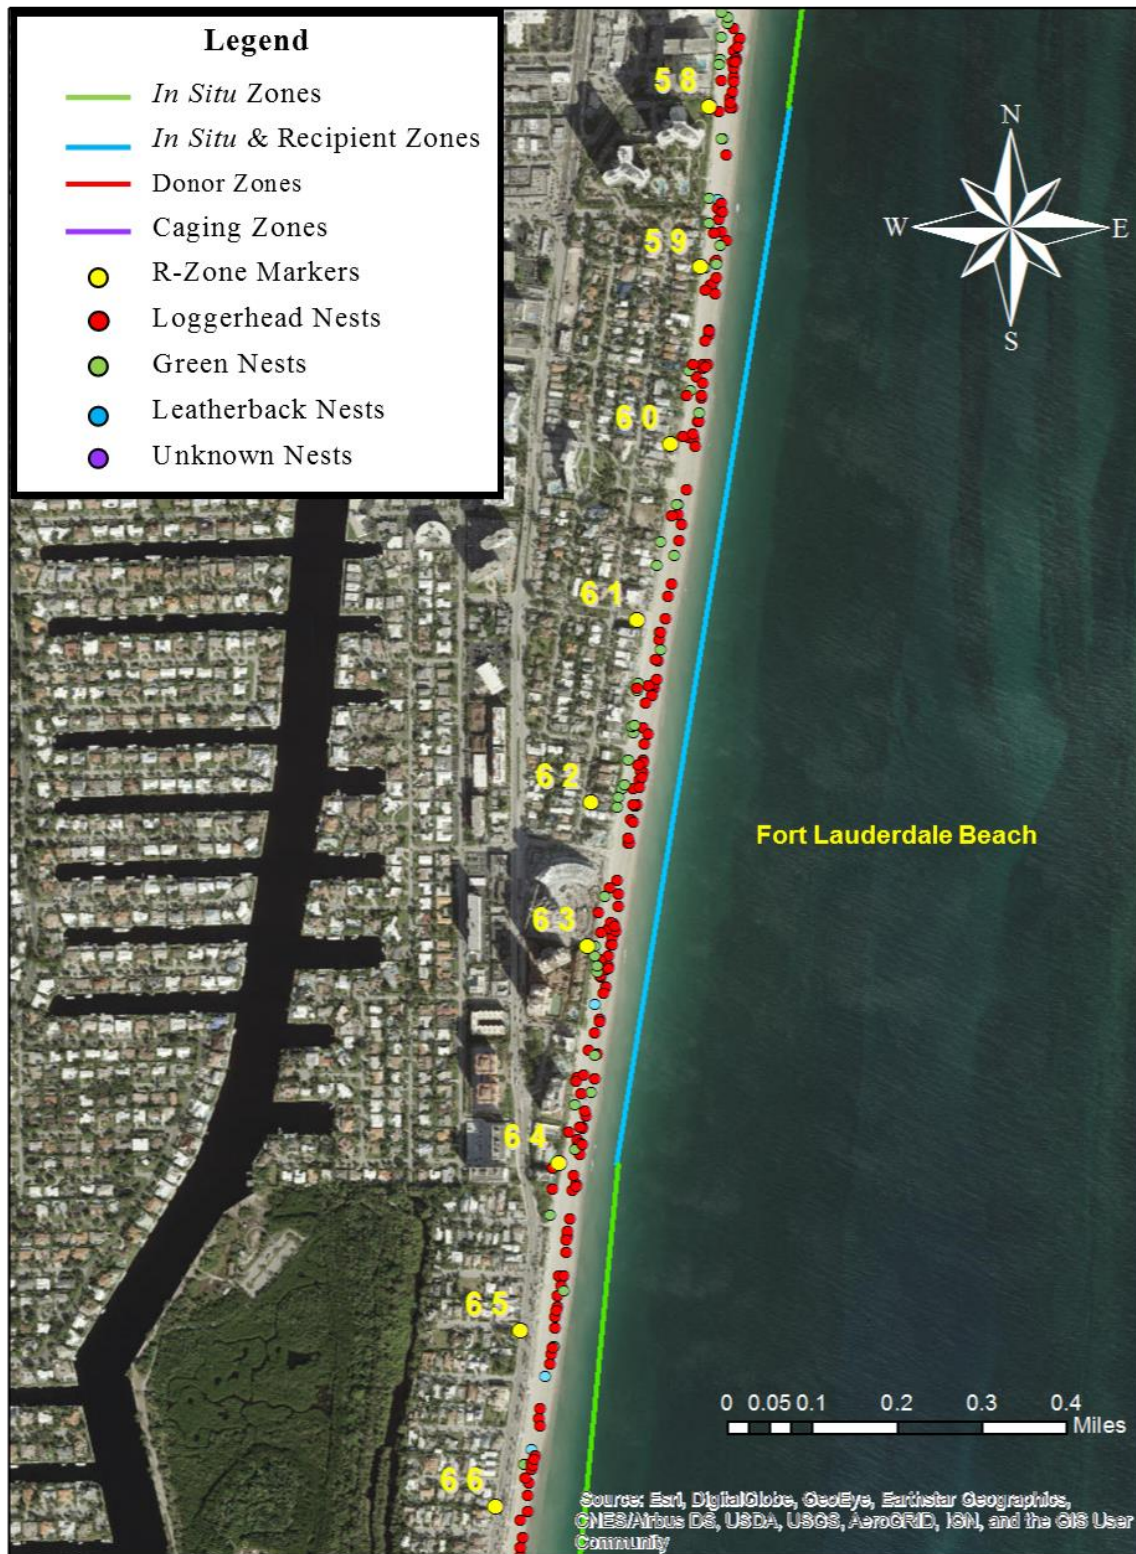 Legend
In Situ Zones
In Situ & Recipient Zones
Donor Zones
Caging Zones
R-Zone Markers
Loggerhead Nests
Green Nests
Leatherback Nests
Unknown Nests
N
W E
S
58
59
60
61
62
63
64
65
66
Fort Lauderdale Beach
0 0.05 0.1 0.2 0.3 0.4
Miles
Source: Esri, DigitalGlobe, GeoEye, Earthstar Geographics,
CNES/Airbus DS, USDA, USGS, AeroGRID, IGN, and the GIS User
Community